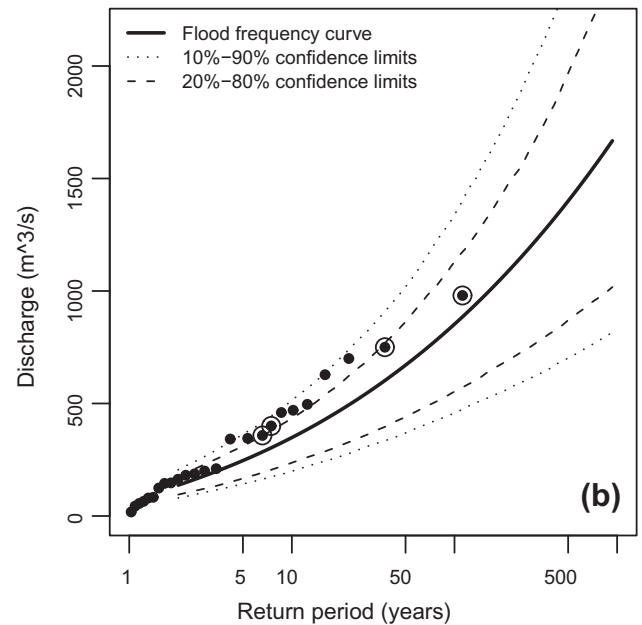 Flood frequency curve
10%−90% confidence limits
20%−80% confidence limits
2000
1500
1000
500
0
Discharge (m^3/s)
(b)
1 5 10 50 500
Return period (years)